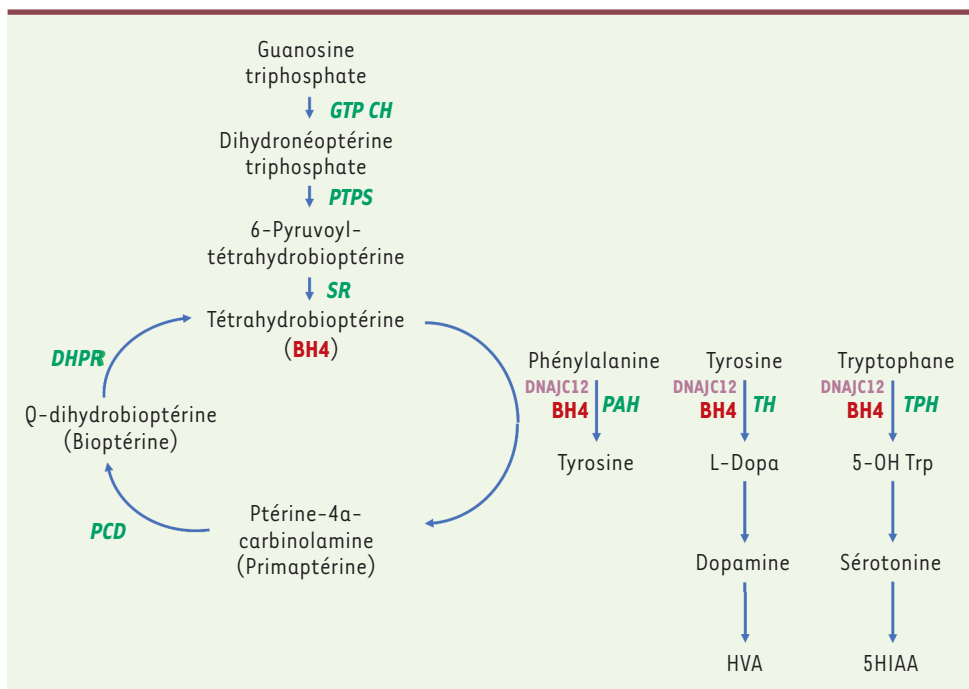 Guanosine
triphosphate
GTP CH
Dihydronéoptérine
triphosphate
PTPS
6-Pyruvoyl-
tétrahydrobioptérine
SR
Tétrahydrobioptérine
(BH4)
DHPR
Q-dihydrobioptérine
(Bioptérine)
PCD
Ptérine-4a-
carbinolamine
(Primaptérine)
Phénylalanine
DNAJC12
BH4
PAH
Tyrosine
Tyrosine
DNAJC12
BH4
TH
L-Dopa
Dopamine
HVA
Tryptophane
DNAJC12
BH4
TPH
5-OH Trp
Sérotonine
5HIAA